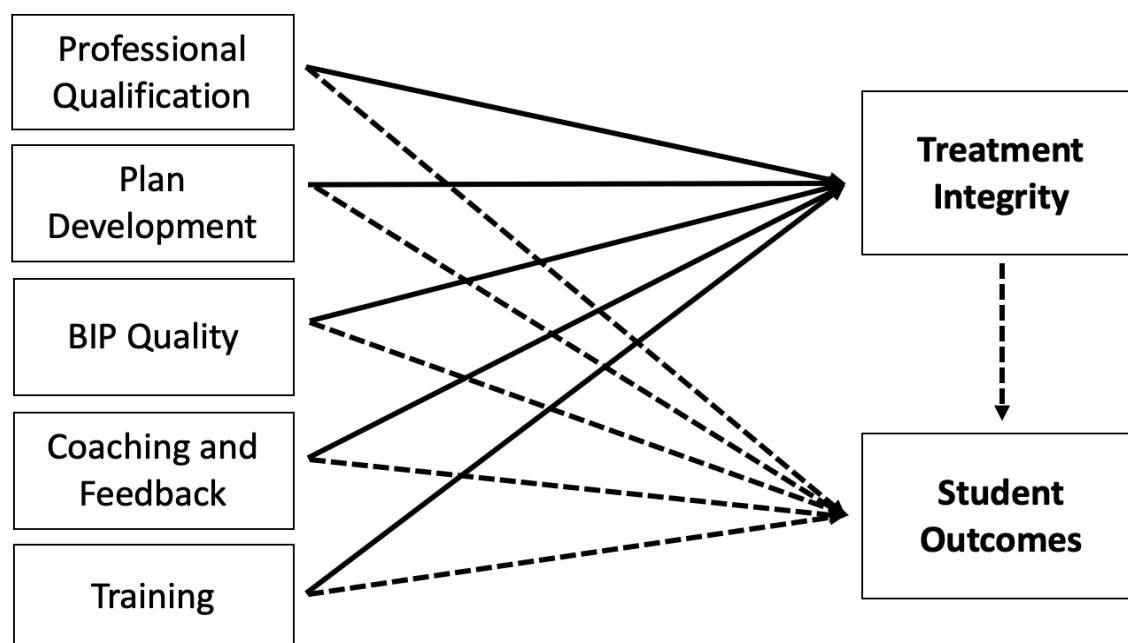 Professional
Qualification
Plan
Development
BIP Quality
Coaching and
Feedback
Training
Treatment
Integrity
Student
Outcomes